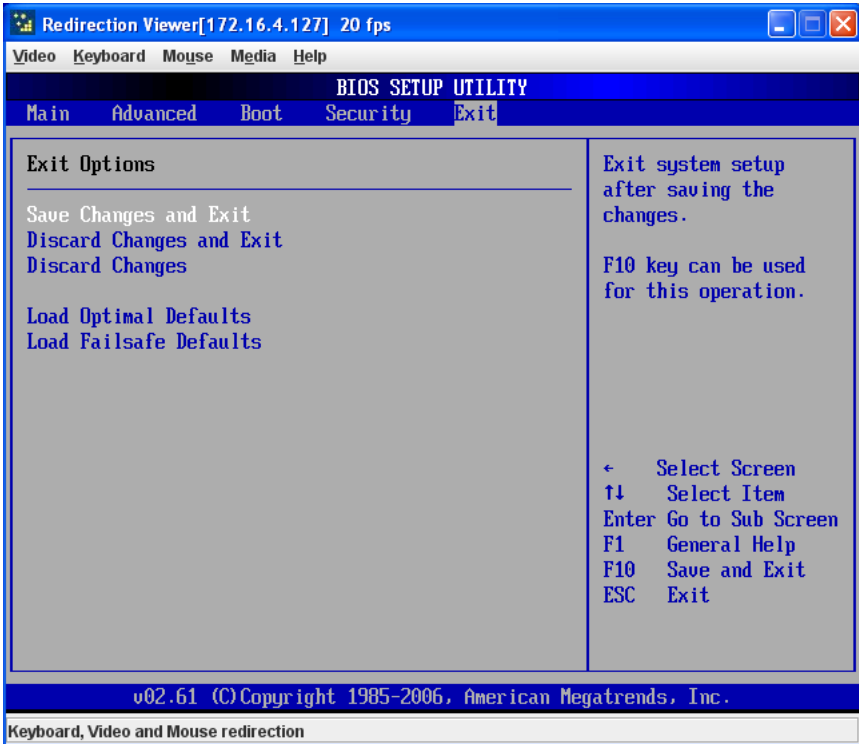 Redirection Viewer[172.16.4.127] 20 fps
Video Keyboard Mouse Media Help
BIOS SETUP UTILITY
Main Advanced Boot Security Exit
Exit Options
Save Changes and Exit
Discard Changes and Exit
Discard Changes
Load Optimal Defaults
Load Failsafe Defaults
Exit system setup
after saving the
changes.
F10 key can be used
for this operation.
← Select Screen
↑↓ Select Item
Enter Go to Sub Screen
F1 General Help
F10 Save and Exit
ESC Exit
v02.61 (C)Copyright 1985-2006, American Megatrends, Inc.
Keyboard, Video and Mouse redirection